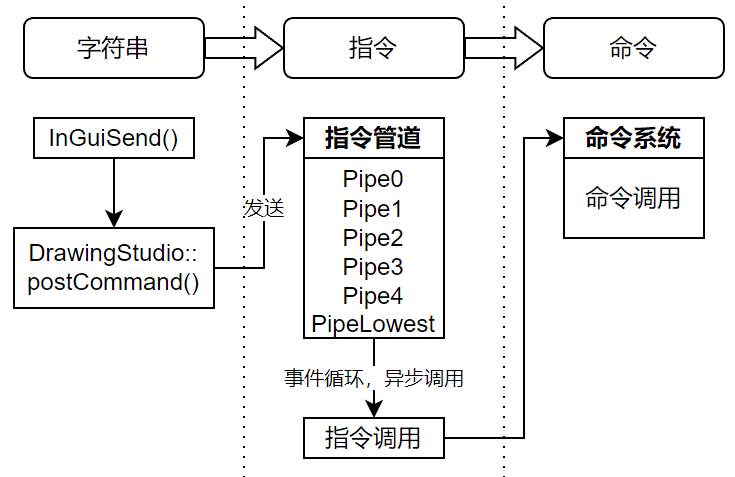 字符串
指令
命令
InGuiSend()
DrawingStudio::
postCommand()
发送
指令管道
Pipe0
Pipe1
Pipe2
Pipe3
Pipe4
PipeLowest
事件循环，异步调用
指令调用
命令系统
命令调用